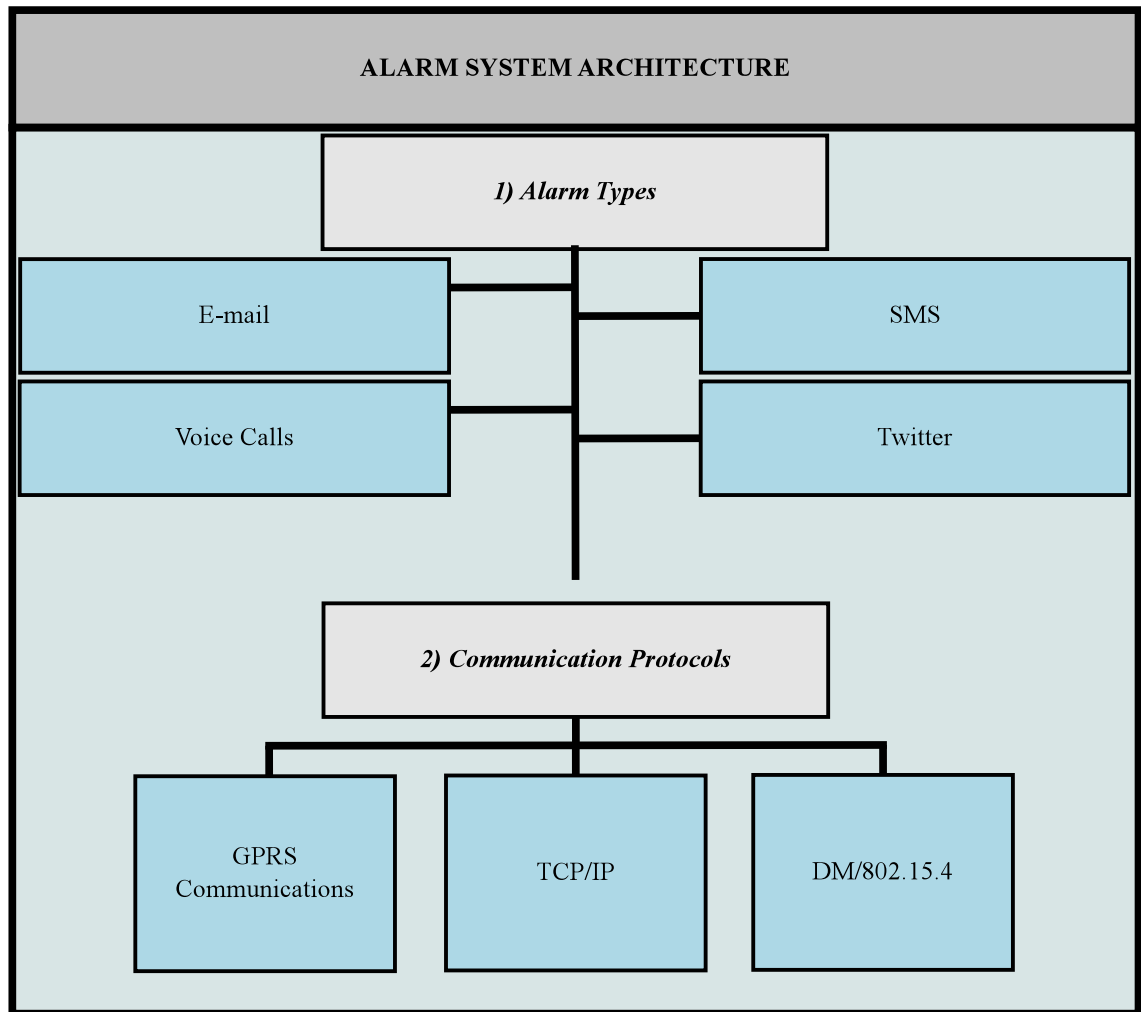 ALARM SYSTEM ARCHITECTURE
1) Alarm Types
E-mail
SMS
Voice Calls
Twitter
2) Communication Protocols
GPRS
Communications
TCP/IP
DM/802.15.4